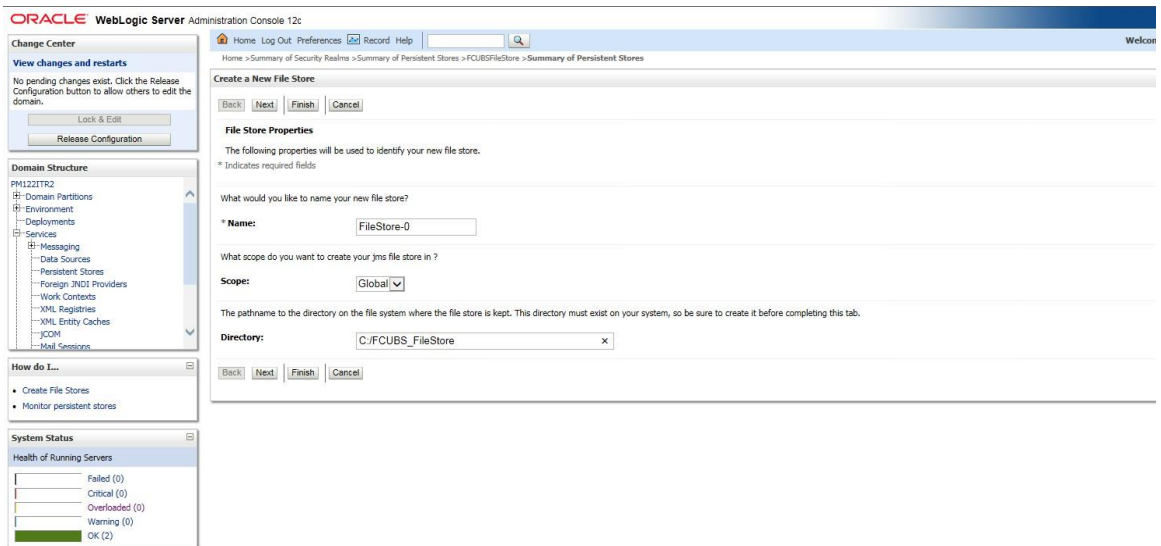 ORACLE WebLogic Server Administration Console 12c
Change Center
View changes and restarts
No pending changes exist. Click the Release
Configuration button to allow others to edit the
domain.
Lock & Edit
Release Configuration
Domain Structure
PM122ITR2
Domain Partitions
Environment
Deployments
Services
Messaging
Data Sources
Persistent Stores
Foreign JNDI Providers
Work Contexts
XML Registries
XML Entity Caches
jCOM
Mail Sessions
How do I...
Create File Stores
Monitor persistent stores
System Status
Health of Running Servers
Failed (0)
Critical (0)
Overloaded (0)
Warning (0)
OK (2)
Home Log Out Preferences Record Help
Welcon
Home >Summary of Security Realms >Summary of Persistent Stores >FCUBSFileStore >Summary of Persistent Stores
Create a New File Store
Back Next Finish Cancel
File Store Properties
The following properties will be used to identify your new file store.
* Indicates required fields
What would you like to name your new file store?
* Name: FileStore-0
What scope do you want to create your jms file store in ?
Scope: Global
The pathname to the directory on the file system where the file store is kept. This directory must exist on your system, so be sure to create it before completing this tab.
Directory: C:/FCUBS_FileStore ×
Back Next Finish Cancel